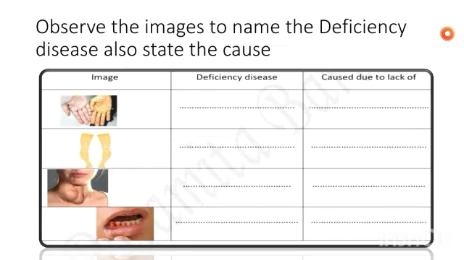 Observe the images to name the Deficiency
disease also state the cause
Image Deficiency disease Caused due to lack of
................................................ ................................................
................................................ ................................................
................................................ ................................................
................................................ ................................................